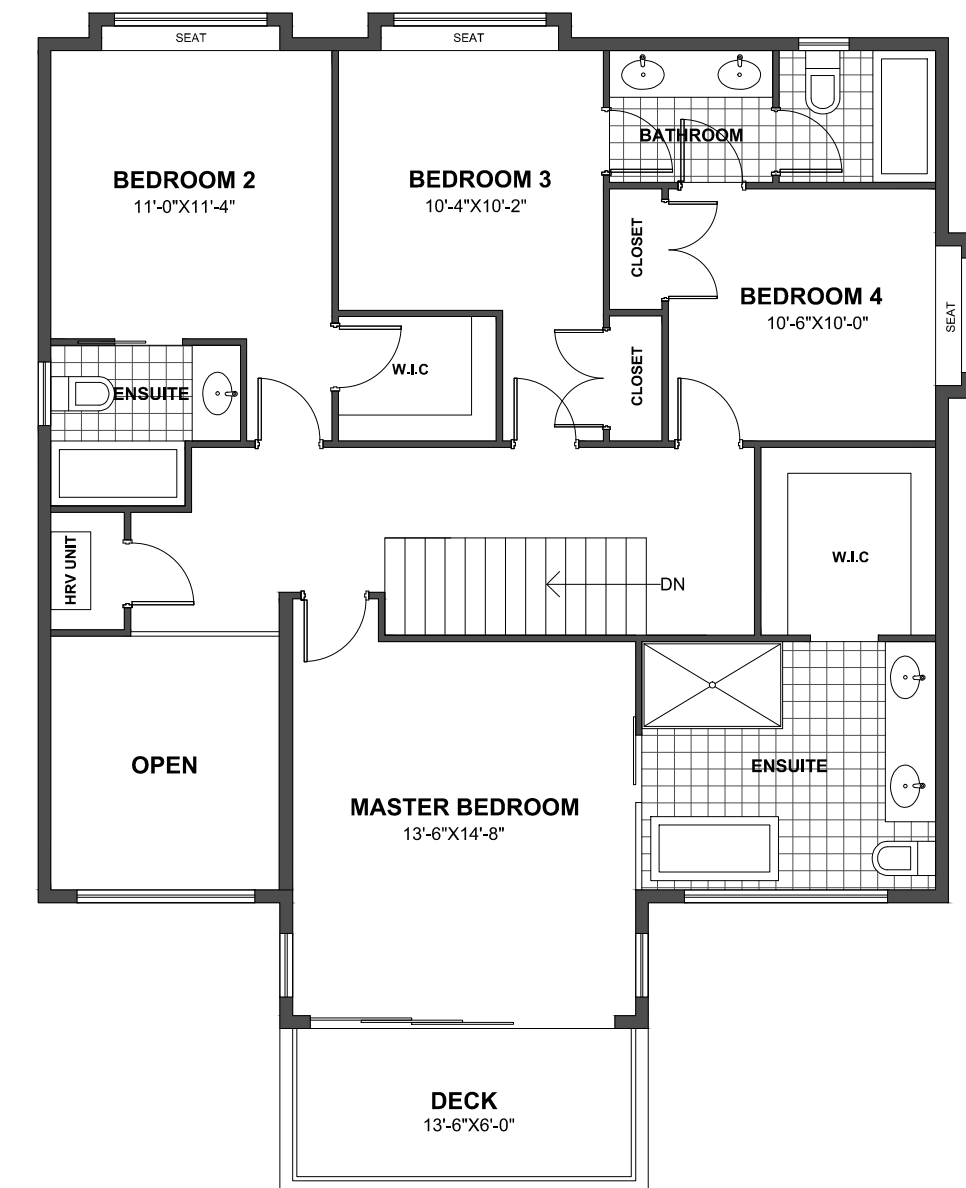 SEAT
SEAT
BATHROOM
BEDROOM 2
11'-0"X11'-4"
BEDROOM 3
10'-4"X10'-2"
CLOSET
BEDROOM 4
10'-6"X10'-0"
SEAT
W.I.C
CLOSET
ENSUITE
HRV UNIT
DN
W.I.C
OPEN
ENSUITE
MASTER BEDROOM
13'-6"X14'-8"
DECK
13'-6"X6'-0"